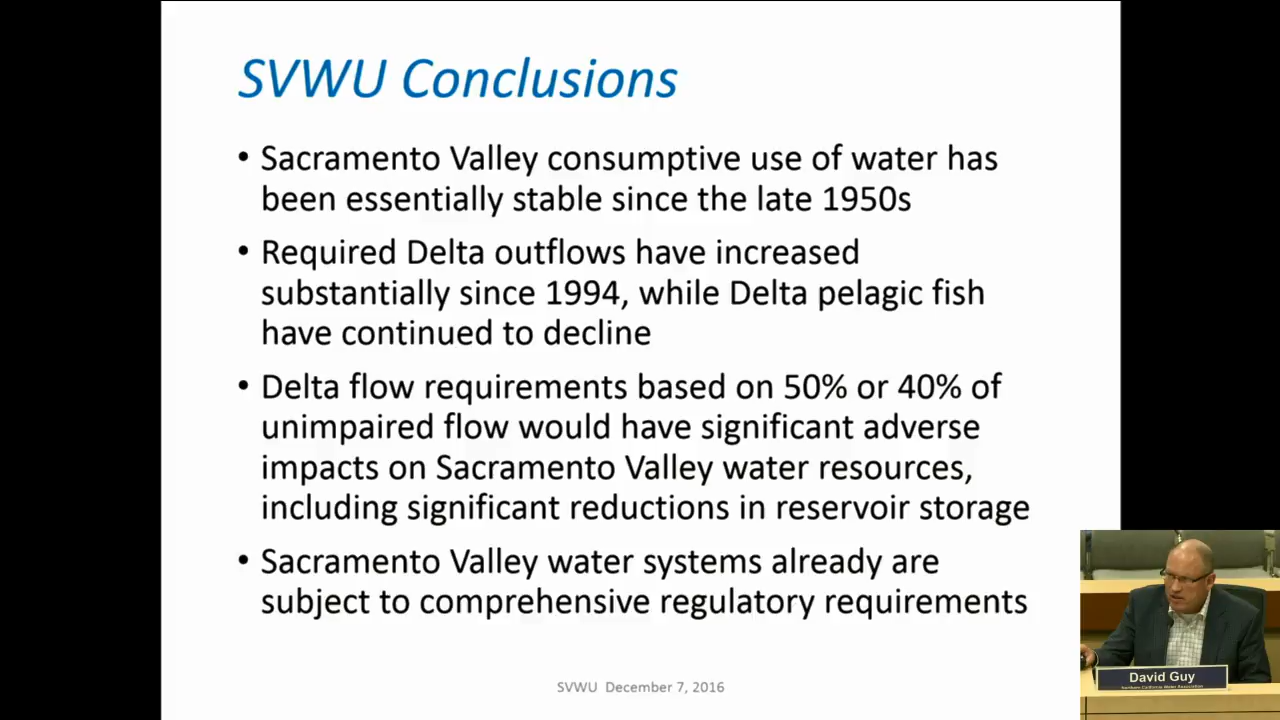 SVWU Conclusions
• Sacramento Valley consumptive use of water has
been essentially stable since the late 1950s
• Required Delta outflows have increased
substantially since 1994, while Delta pelagic fish
have continued to decline
• Delta flow requirements based on 50% or 40% of
unimpaired flow would have significant adverse
impacts on Sacramento Valley water resources,
including significant reductions in reservoir storage
• Sacramento Valley water systems already are
subject to comprehensive regulatory requirements
SVWU December 7, 2016
David Guy
Northern California Water Association